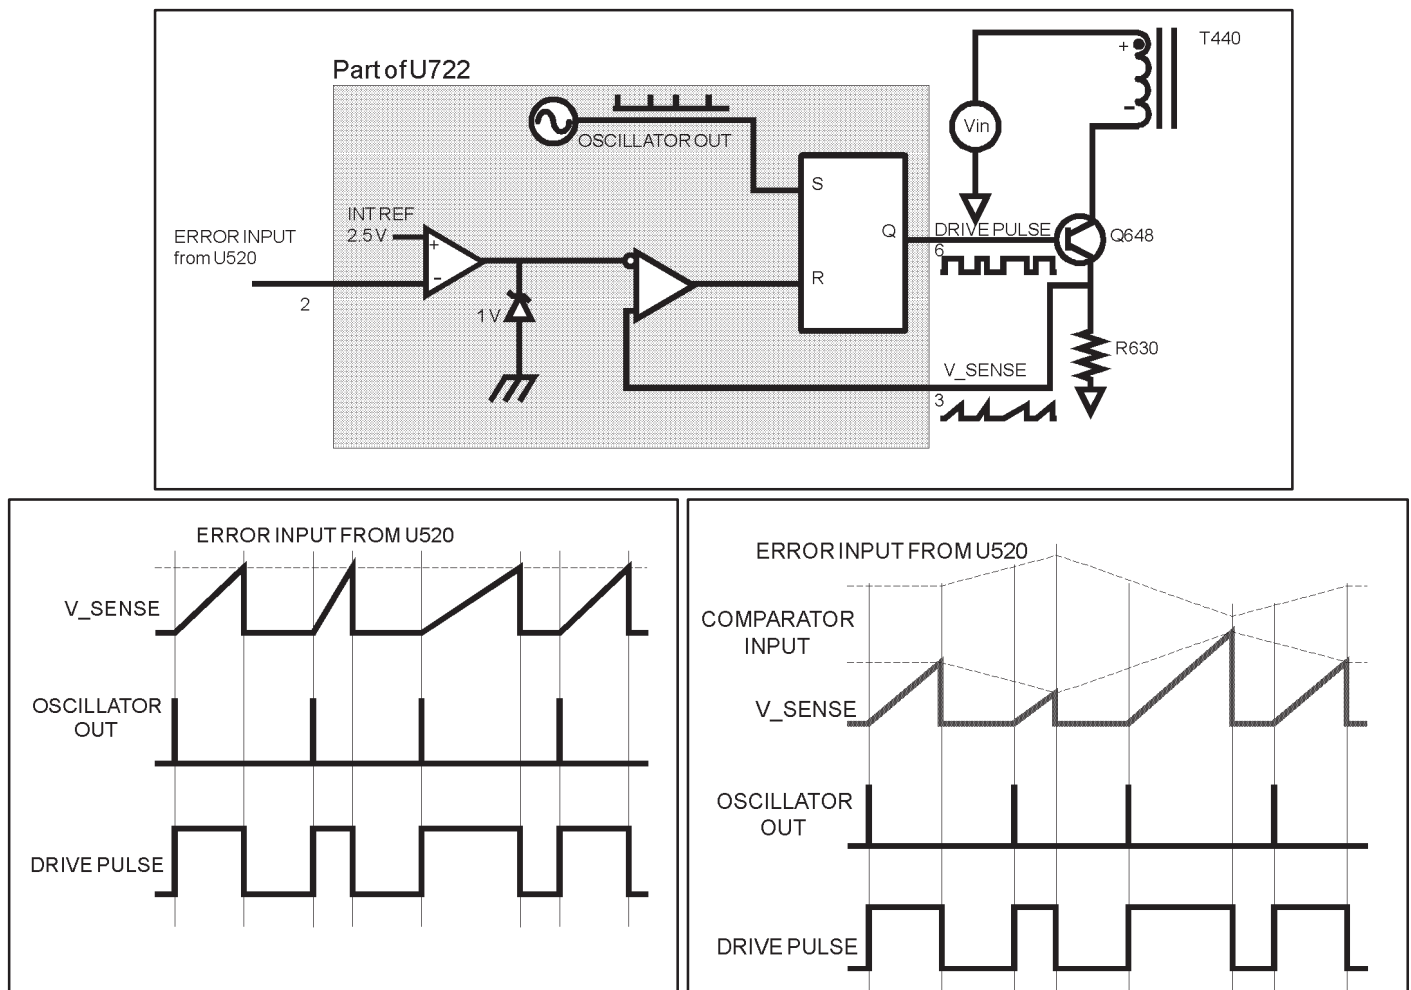 T440
Part of U722
+
Vin
OSCILLATOR OUT
-
S
INT REF
2.5 V
ERROR INPUT
from U520
+
-
Q
DRIVE PULSE
6
Q648
R
2
1 V
V_SENSE
3
R630
ERROR INPUT FROM U520
V_SENSE
OSCILLATOR
OUT
DRIVE PULSE
ERROR INPUT FROM U520
COMPARATOR
INPUT
V_SENSE
OSCILLATOR
OUT
DRIVE PULSE